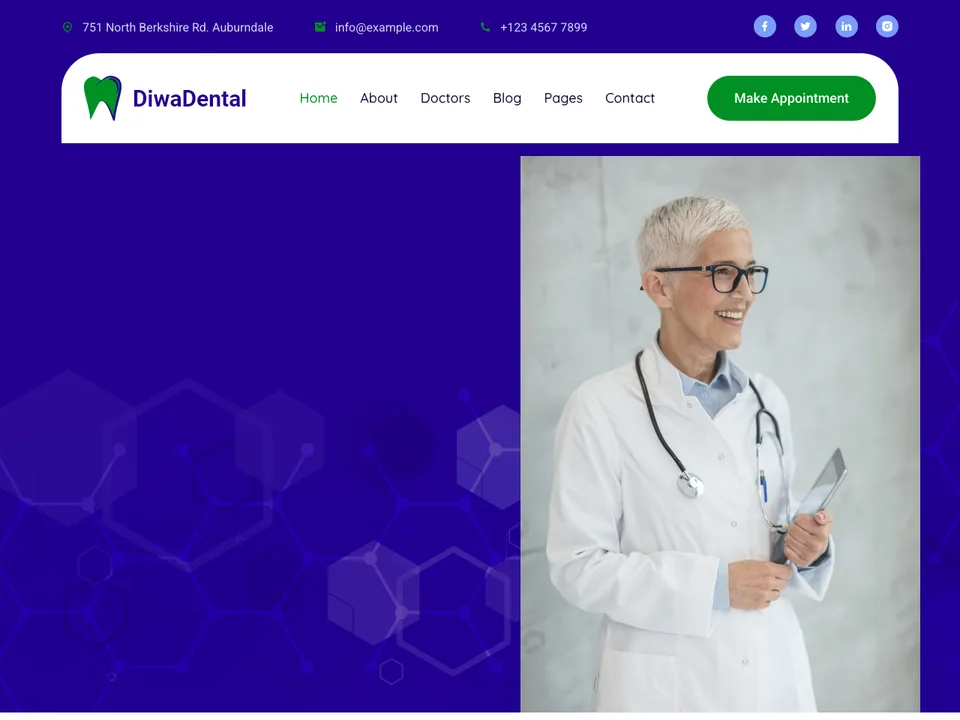 751 North Berkshire Rd. Auburndale info@example.com +123 4567 7899
DiwaDental Home About Doctors Blog Pages Contact Make Appointment